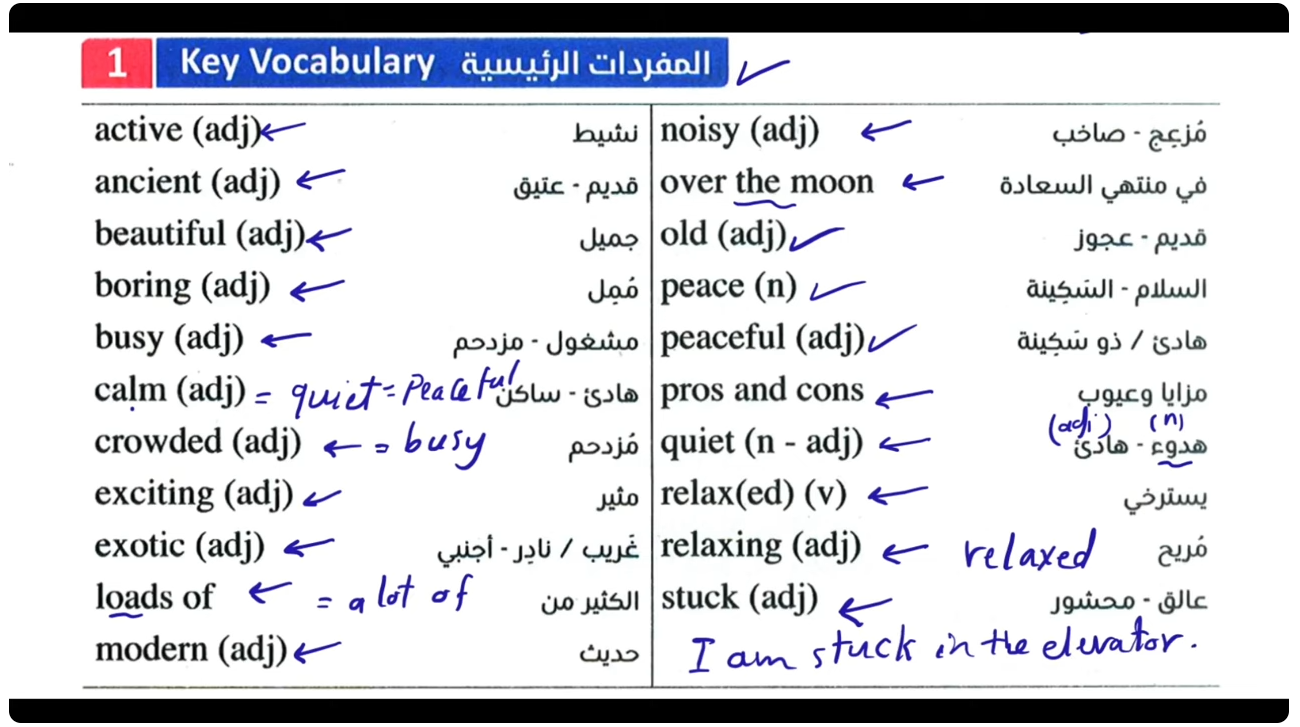 1 Key Vocabulary المفردات الرئيسية
active (adj) نشيط
ancient (adj) قديم - عتيق
beautiful (adj) جميل
boring (adj) مُمِل
busy (adj) مشغول - مزدحم
calm (adj) = quiet = Peaceful هادئ - ساكن
crowded (adj) = busy مُزدحم
exciting (adj) مثير
exotic (adj) غَريب / نادِر - أجنبي
loads of = a lot of الكثير من
modern (adj) حديث
noisy (adj) مُزعِج - صاخب
over the moon في منتهي السعادة
old (adj) قديم - عجوز
peace (n) السلام - السَكِينة
peaceful (adj) هادئ / ذو سَكِينة
pros and cons مزايا وعيوب
(adj) (n)
quiet (n - adj) هدوء - هادئ
relax(ed) (v) يسترخي
relaxing (adj) relaxed مُريح
stuck (adj) عالق - محشور
I am stuck in the elevator.